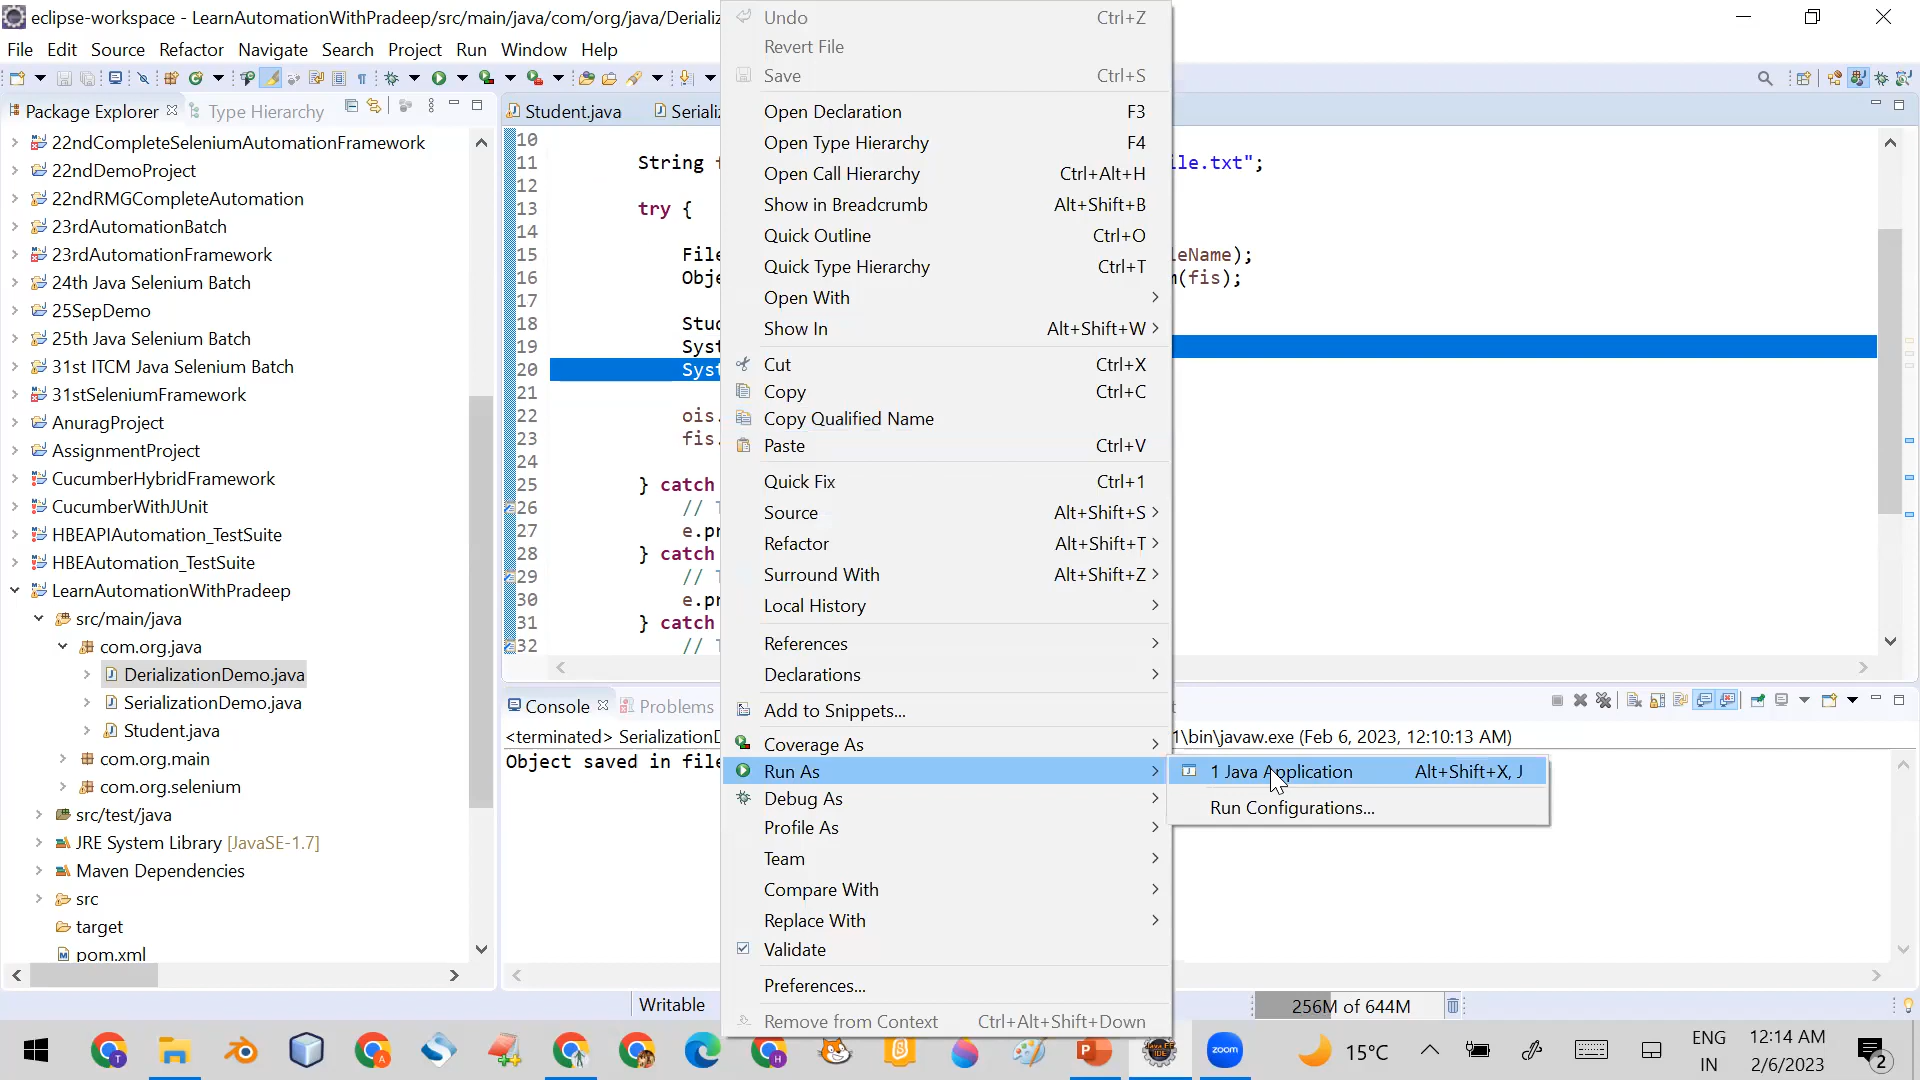 eclipse-workspace - LearnAutomationWithPradeep/src/main/java/com/org/java/Derializ
File Edit Source Refactor Navigate Search Project Run Window Help
Package Explorer
Type Hierarchy
22ndCompleteSeleniumAutomationFramework
22ndDemoProject
22ndRMGCompleteAutomation
23rdAutomationBatch
23rdAutomationFramework
24th Java Selenium Batch
25SepDemo
25th Java Selenium Batch
31st ITCM Java Selenium Batch
31stSeleniumFramework
AnuragProject
AssignmentProject
CucumberHybridFramework
CucumberWithJUnit
HBEAPIAutomation_TestSuite
HBEAutomation_TestSuite
LearnAutomationWithPradeep
src/main/java
com.org.java
DerializationDemo.java
SerializationDemo.java
Student.java
com.org.main
com.org.selenium
src/test/java
JRE System Library [JavaSE-1.7]
Maven Dependencies
src
target
pom.xml
Student.java
Serializ
10
11 String f ile.txt";
12
13 try {
14
15 File eName);
16 Obje n(fis);
17
18 Stud
19 Syst
20 Syst
21
22 ois.
23 fis.
24
25 } catch
26 // T
27 e.pr
28 } catch
29 // T
30 e.pr
31 } catch
32 // T
Undo Ctrl+Z
Revert File
Save Ctrl+S
Open Declaration F3
Open Type Hierarchy F4
Open Call Hierarchy Ctrl+Alt+H
Show in Breadcrumb Alt+Shift+B
Quick Outline Ctrl+O
Quick Type Hierarchy Ctrl+T
Open With
Show In Alt+Shift+W
Cut Ctrl+X
Copy Ctrl+C
Copy Qualified Name
Paste Ctrl+V
Quick Fix Ctrl+1
Source Alt+Shift+S
Refactor Alt+Shift+T
Surround With Alt+Shift+Z
Local History
References
Declarations
Add to Snippets...
Coverage As
Run As
Debug As
Profile As
Team
Compare With
Replace With
Validate
Preferences...
Remove from Context Ctrl+Alt+Shift+Down
1 Java Application Alt+Shift+X, J
Run Configurations...
Console
Problems
<terminated> SerializationD 1\bin\javaw.exe (Feb 6, 2023, 12:10:13 AM)
Object saved in file
Writable
256M of 644M
zoom
15°C
ENG
IN
12:14 AM
2/6/2023
2